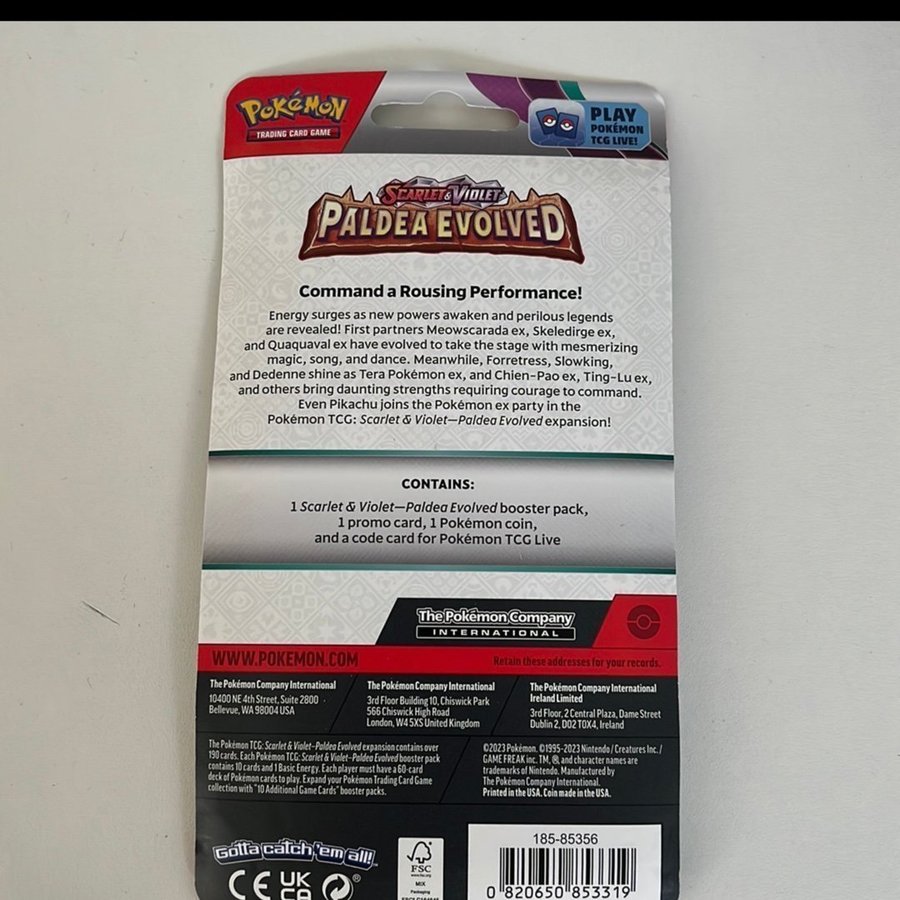 POKÉMON
TRADING CARD GAME
PLAY
POKÉMON
TCG LIVE!
SCARLET & VIOLET
PALDEA EVOLVED
Command a Rousing Performance!
Energy surges as new powers awaken and perilous legends
are revealed! First partners Meowscarada ex, Skeledirge ex,
and Quaquaval ex have evolved to take the stage with mesmerizing
magic, song, and dance. Meanwhile, Forretress, Slowking,
and Dedenne shine as Tera Pokémon ex, and Chien-Pao ex, Ting-Lu ex,
and others bring daunting strengths requiring courage to command.
Even Pikachu joins the Pokémon ex party in the
Pokémon TCG: Scarlet & Violet—Paldea Evolved expansion!
CONTAINS:
1 Scarlet & Violet—Paldea Evolved booster pack,
1 promo card, 1 Pokémon coin,
and a code card for Pokémon TCG Live
The Pokémon Company
INTERNATIONAL
WWW.POKEMON.COM
Retain these addresses for your records.
The Pokémon Company International
10400 NE 4th Street, Suite 2800
Bellevue, WA 98004 USA
The Pokémon Company International
3rd Floor Building 10, Chiswick Park
566 Chiswick High Road
London, W4 5XS United Kingdom
The Pokémon Company International
Ireland Limited
3rd Floor, 2 Central Plaza, Dame Street
Dublin 2, D02 T0X4, Ireland
The Pokémon TCG: Scarlet & Violet–Paldea Evolved expansion contains over
190 cards. Each Pokémon TCG: Scarlet & Violet–Paldea Evolved booster pack
contains 10 cards and 1 Basic Energy. Each player must have a 60-card
deck of Pokémon cards to play. Expand your Pokémon Trading Card Game
collection with "10 Additional Game Cards" booster packs.
©2023 Pokémon. ©1995-2023 Nintendo / Creatures Inc. /
GAME FREAK inc. TM, ®, and character names are
trademarks of Nintendo. Manufactured by
The Pokémon Company International.
Printed in the USA. Coin made in the USA.
Gotta catch 'em all!
CE UK
CA
FSC
www.fsc.org
MIX
Packaging
185-85356
0 820650 853319